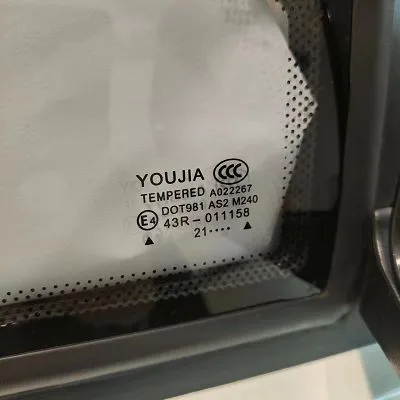 YOUJIA CCC
TEMPERED A022267
DOT981 AS2 M240
E4 43R-011158
21····